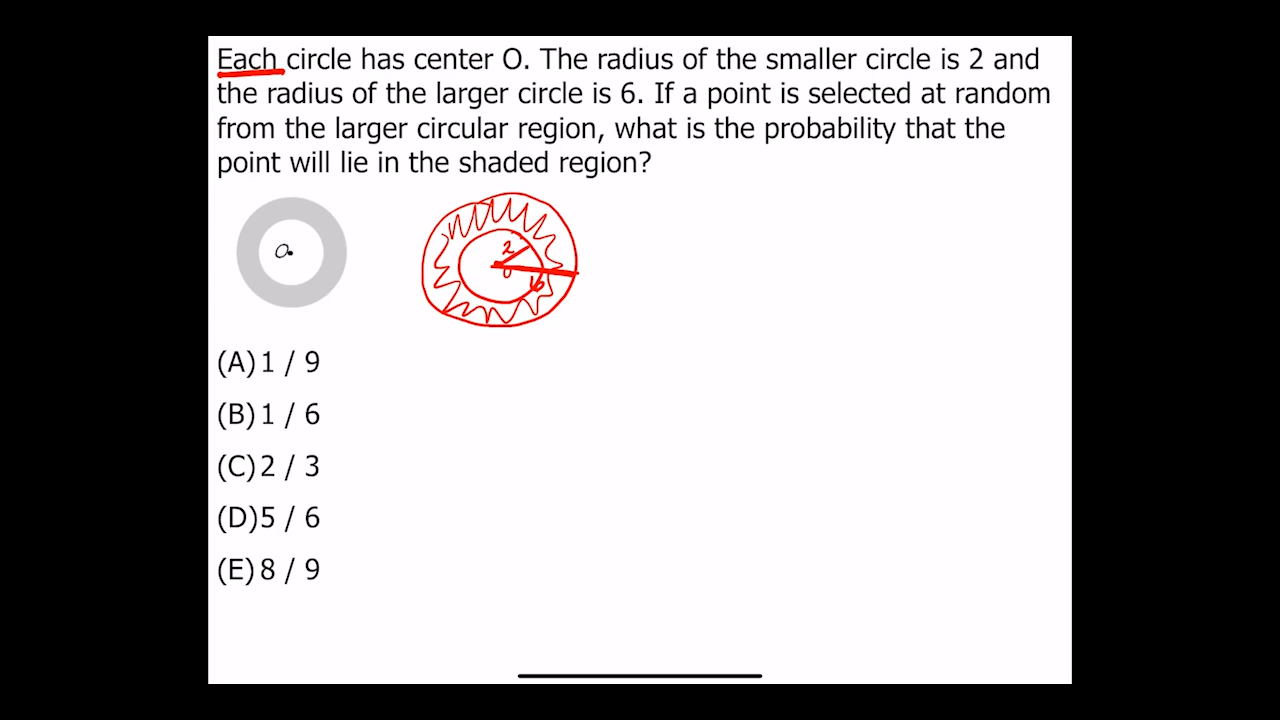 Each circle has center O. The radius of the smaller circle is 2 and
the radius of the larger circle is 6. If a point is selected at random
from the larger circular region, what is the probability that the
point will lie in the shaded region?
O
2
O
6
(A) 1 / 9
(B) 1 / 6
(C) 2 / 3
(D) 5 / 6
(E) 8 / 9